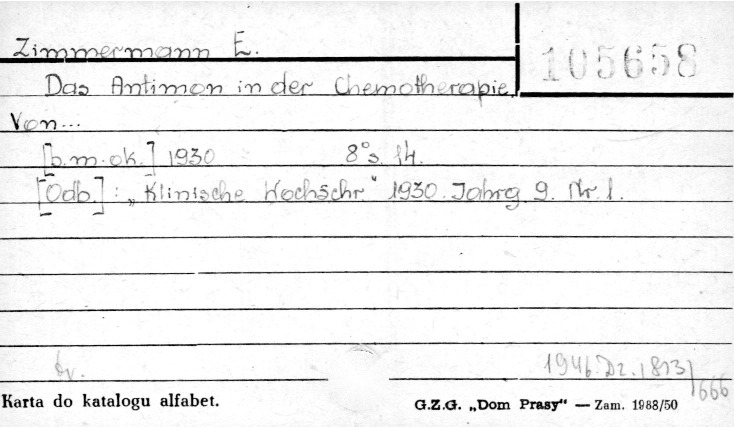 Zimmermann E.
105658
Das Antimon in der Chemotherapie.
Von...
[b.m.ok.] 1930 8° s. 14.
[Odb.]: „Klinische Wochschr." 1930. Jahrg 9. Nr. 1.
1946. Dz. 1813/666
Karta do katalogu alfabet.
G.Z.G. „Dom Prasy" — Zam. 1988/50